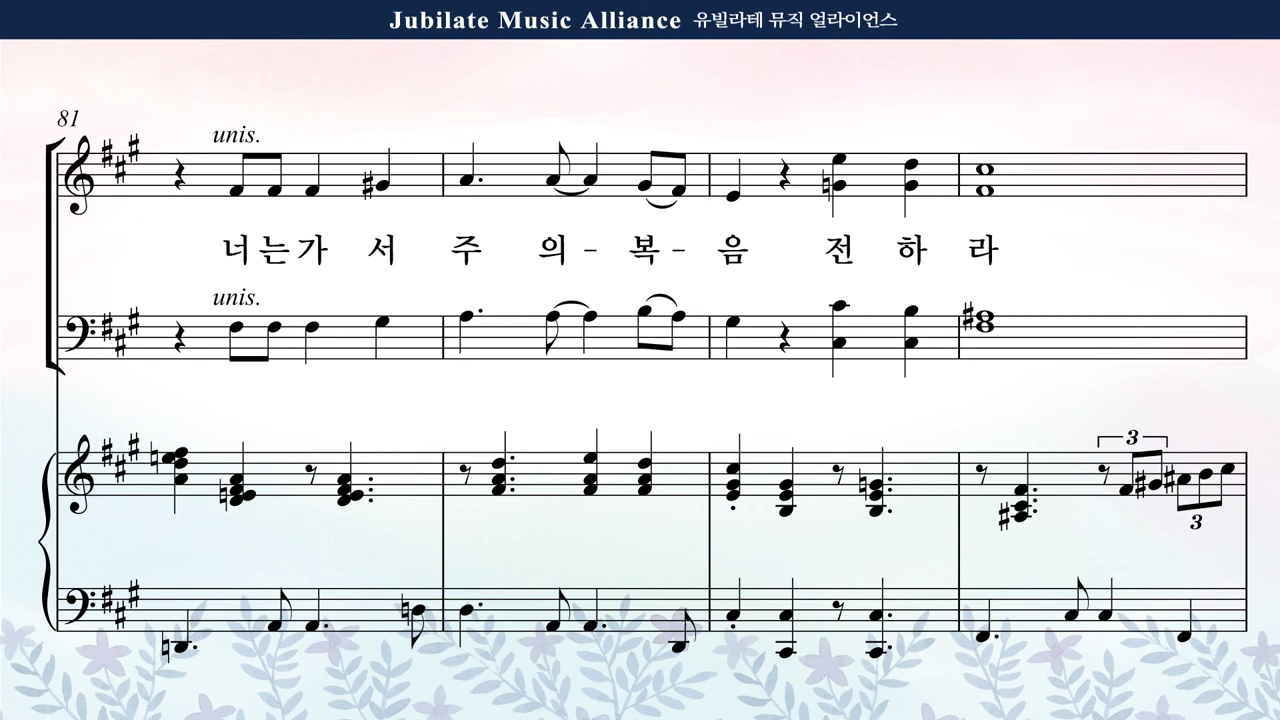 Jubilate Music Alliance 유빌라테 뮤직 얼라이언스
81
unis.
너는가 서 주 의 - 복 - 음 전 하 라
unis.
3
3